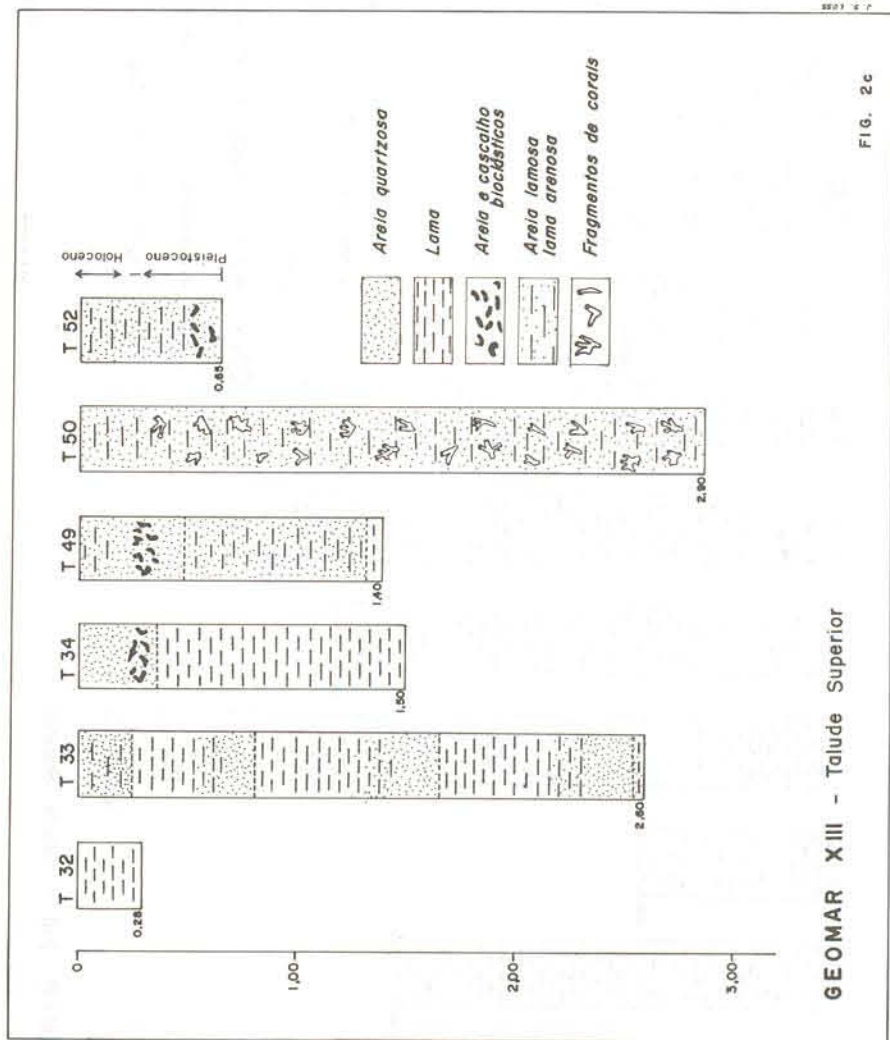 T 32
T 33
T 34
T 49
T 50
T 52
Holoceno
Pleistoceno
0
1,00
2,00
3,00
0,28
2,60
1,50
1,40
2,90
0,65
Areia quartzosa
Lama
Areia e cascalho
bioclásticos
Areia lamosa
lama arenosa
Fragmentos de corais
GEOMAR XIII - Talude Superior
FIG. 2c